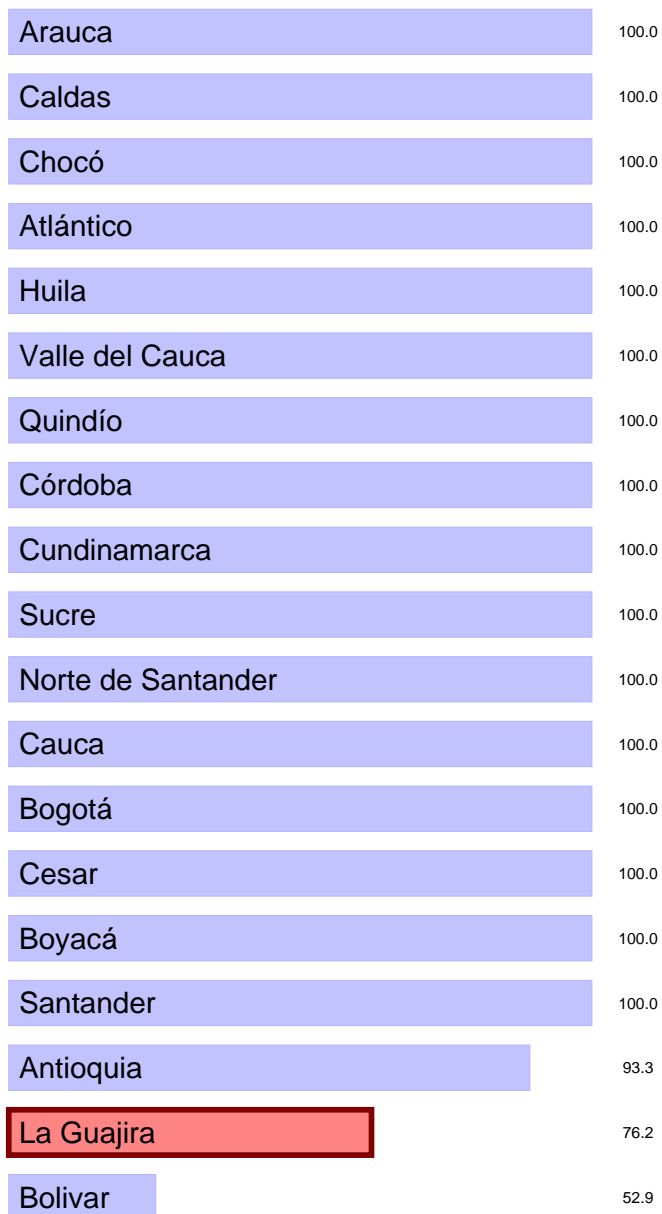 Arauca 100.0
Caldas 100.0
Chocó 100.0
Atlántico 100.0
Huila 100.0
Valle del Cauca 100.0
Quindío 100.0
Córdoba 100.0
Cundinamarca 100.0
Sucre 100.0
Norte de Santander 100.0
Cauca 100.0
Bogotá 100.0
Cesar 100.0
Boyacá 100.0
Santander 100.0
Antioquia 93.3
La Guajira 76.2
Bolivar 52.9